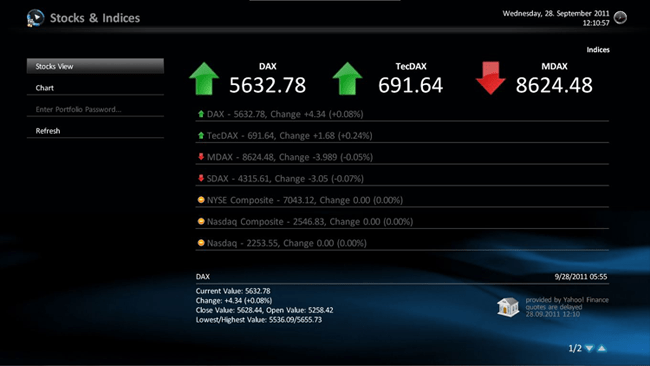 Stocks & Indices
Wednesday, 28. September 2011
12:10:57
Indices
Stocks View
Chart
Enter Portfolio Password...
Refresh
DAX
5632.78
TecDAX
691.64
MDAX
8624.48
DAX - 5632.78, Change +4.34 (+0.08%)
TecDAX - 691.64, Change +1.68 (+0.24%)
MDAX - 8624.48, Change -3.989 (-0.05%)
SDAX - 4315.61, Change -3.05 (-0.07%)
NYSE Composite - 7043.12, Change 0.00 (0.00%)
Nasdaq Composite - 2546.83, Change 0.00 (0.00%)
Nasdaq - 2253.55, Change 0.00 (0.00%)
DAX 9/28/2011 05:55
Current Value: 5632.78
Change: +4.34 (+0.08%)
Close Value: 5628.44, Open Value: 5258.42
Lowest/Highest Value: 5536.09/5655.73
provided by Yahoo! Finance
quotes are delayed
28.09.2011 12:10
1/2